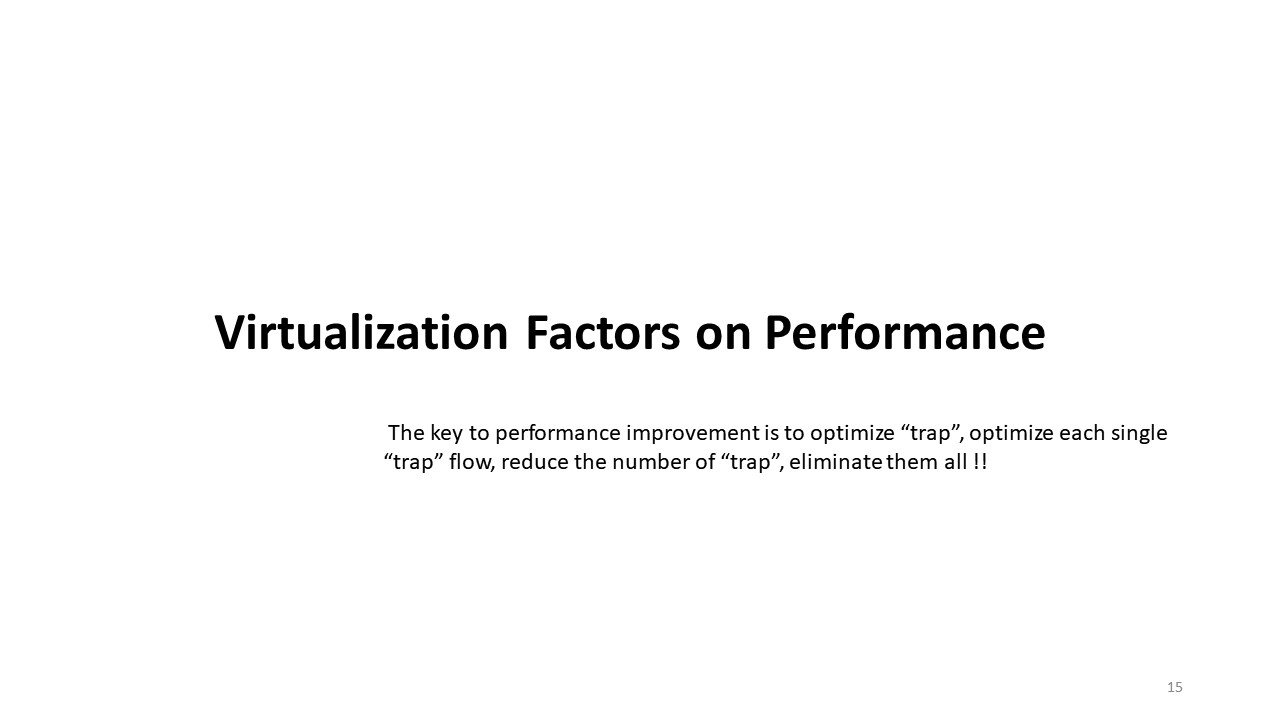 Virtualization Factors on Performance
The key to performance improvement is to optimize “trap”, optimize each single
“trap” flow, reduce the number of “trap”, eliminate them all !!
15